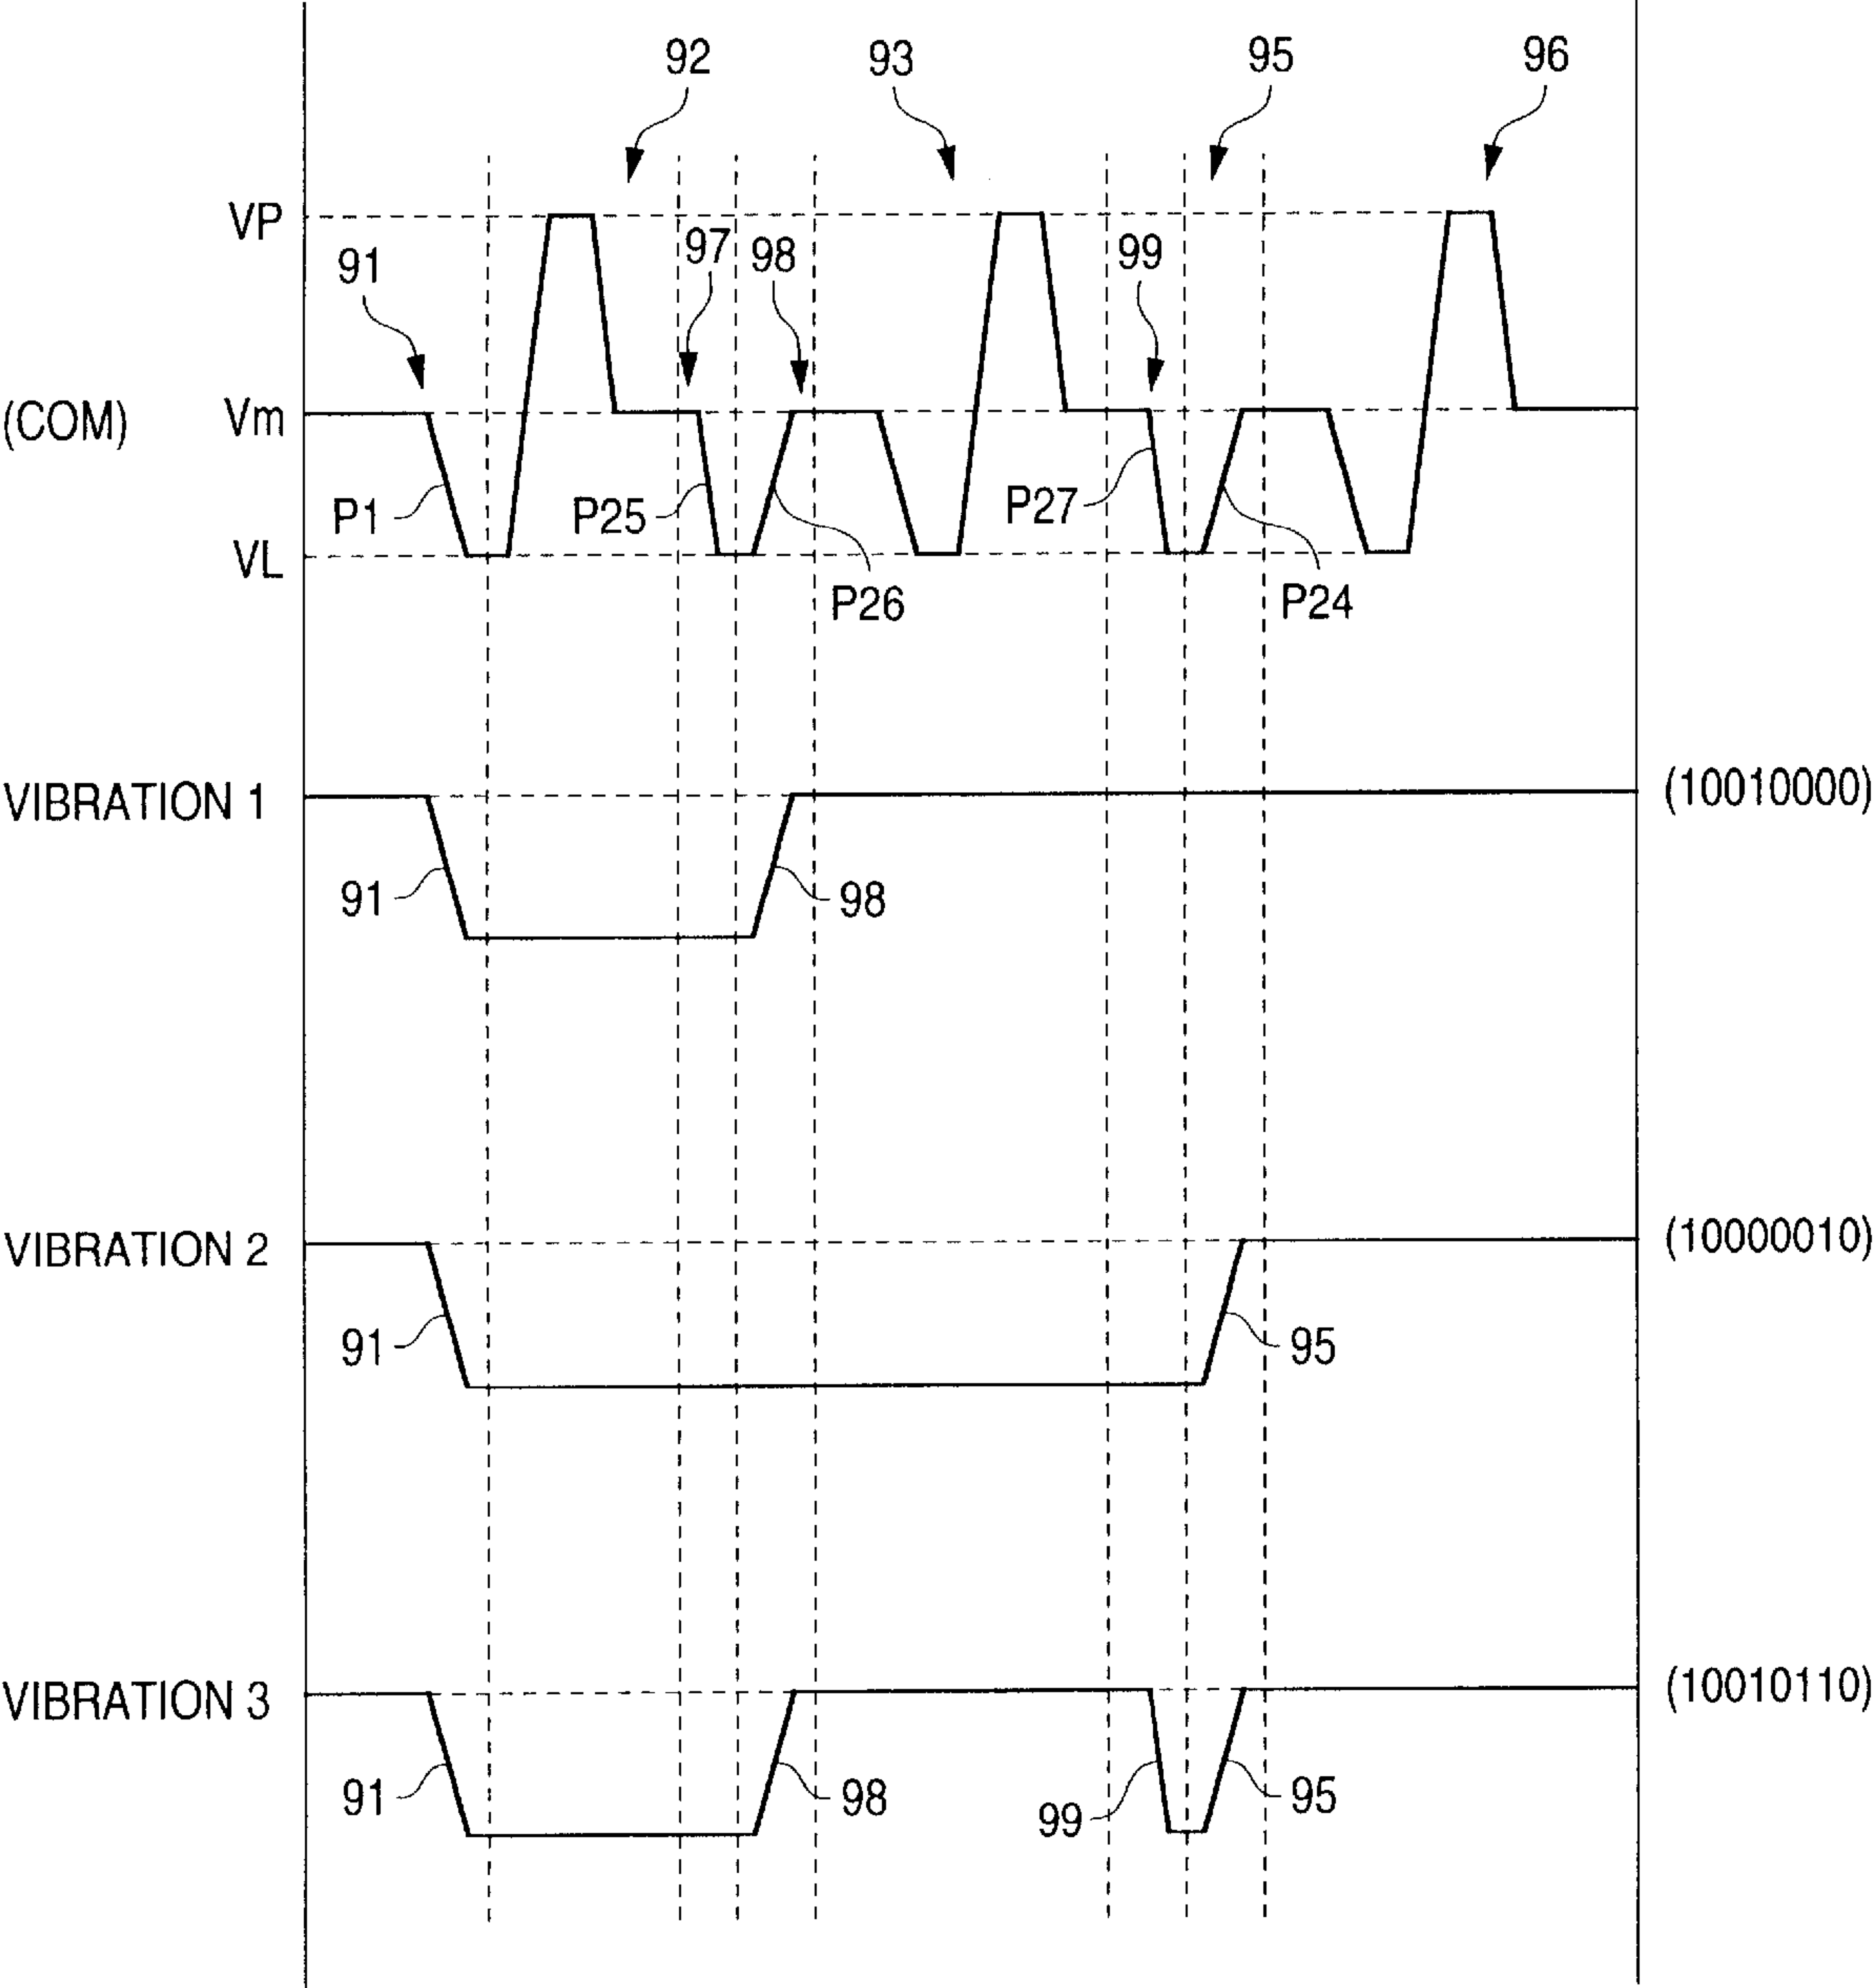 92 93 95 96
VP
91 97 98 99
(COM) Vm
P1 P25 P27
VL
P26 P24
VIBRATION 1 (10010000)
91 98
VIBRATION 2 (10000010)
91 95
VIBRATION 3 (10010110)
91 98 99 95